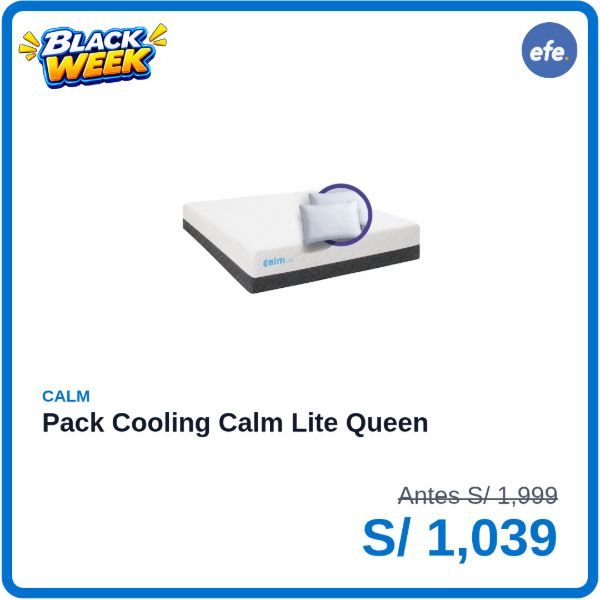 BLACK
WEEK
efe.
Calm
CALM
Pack Cooling Calm Lite Queen
Antes S/ 1,999
S/ 1,039